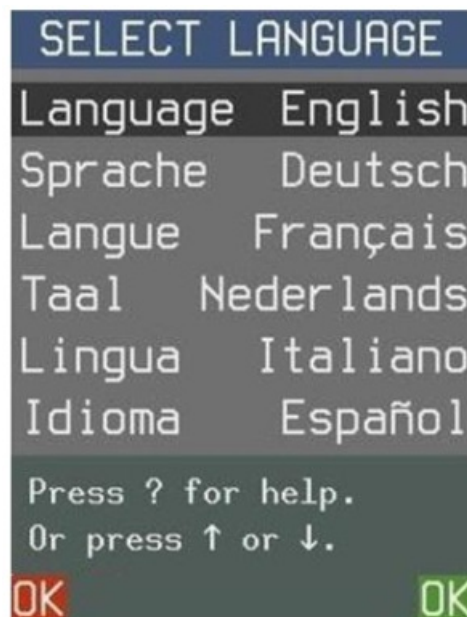 SELECT LANGUAGE
Language English
Sprache Deutsch
Langue Français
Taal Nederlands
Lingua Italiano
Idioma Español
Press ? for help.
Or press ↑ or ↓.
OK OK